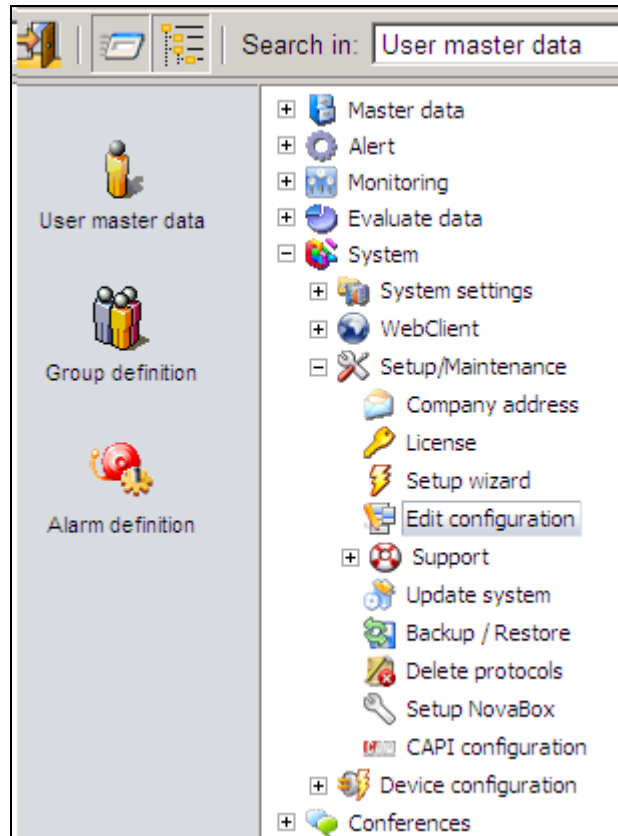 Search in: User master data
User master data
Group definition
Alarm definition
Master data
Alert
Monitoring
Evaluate data
System
System settings
WebClient
Setup/Maintenance
Company address
License
Setup wizard
Edit configuration
Support
Update system
Backup / Restore
Delete protocols
Setup NovaBox
CAPI configuration
Device configuration
Conferences